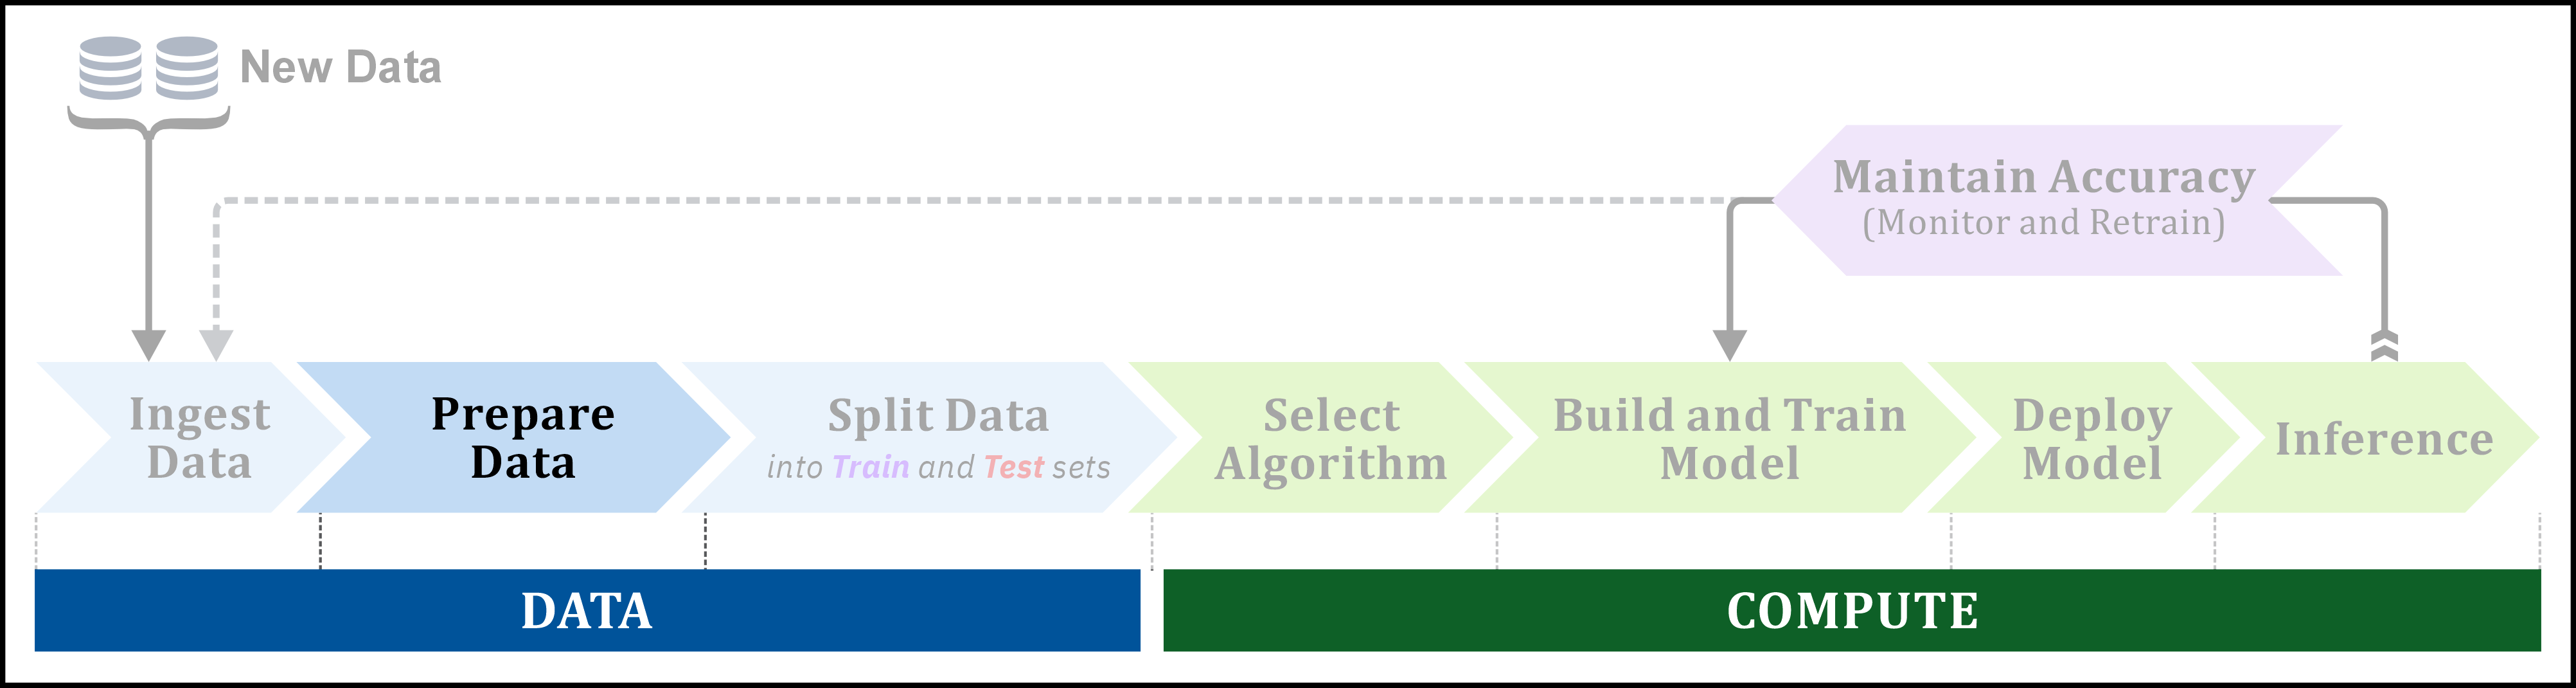 New Data
Maintain Accuracy
(Monitor and Retrain)
Ingest
Data
Prepare
Data
Split Data
into Train and Test sets
Select
Algorithm
Build and Train
Model
Deploy
Model
Inference
DATA
COMPUTE